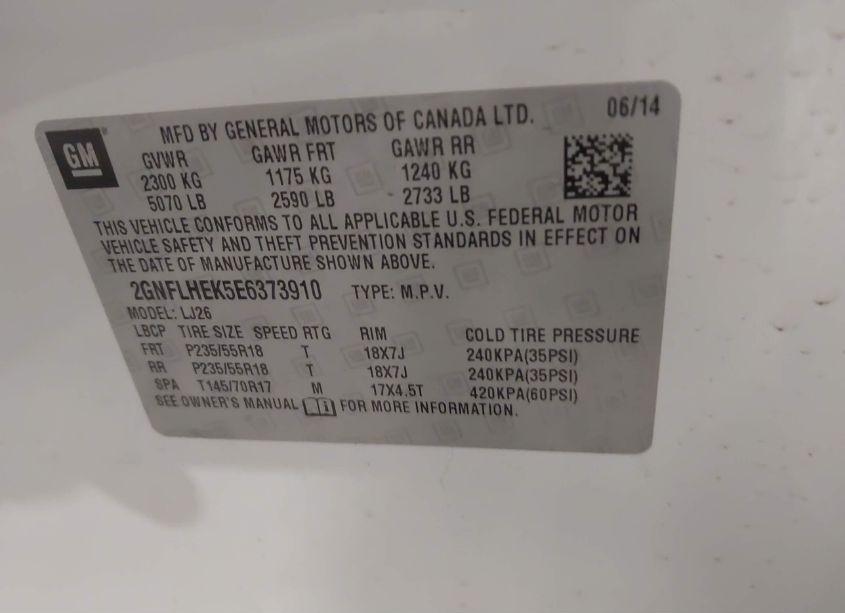 GM
MFD BY GENERAL MOTORS OF CANADA LTD. 06/14
GVWR GAWR FRT GAWR RR
2300 KG 1175 KG 1240 KG
5070 LB 2590 LB 2733 LB
THIS VEHICLE CONFORMS TO ALL APPLICABLE U.S. FEDERAL MOTOR
VEHICLE SAFETY AND THEFT PREVENTION STANDARDS IN EFFECT ON
THE DATE OF MANUFACTURE SHOWN ABOVE.
2GNFLHEK5E6373910 TYPE: M.P.V.
MODEL: LJ26
LBCP TIRE SIZE SPEED RTG RIM COLD TIRE PRESSURE
FRT P235/55R18 T 18X7J 240KPA(35PSI)
RR P235/55R18 T 18X7J 240KPA(35PSI)
SPA T145/70R17 M 17X4.5T 420KPA(60PSI)
SEE OWNER'S MANUAL FOR MORE INFORMATION.